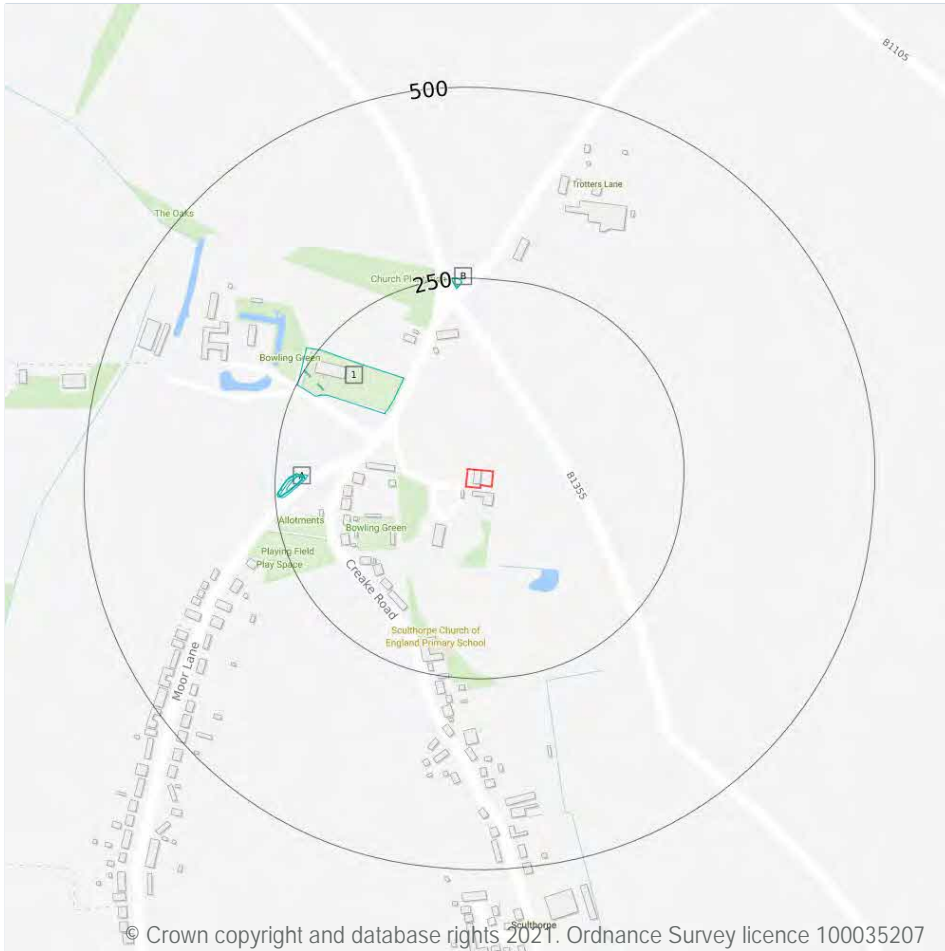 B1105
500
Trotters Lane
The Oaks
B
250
Bowling Green
1
B1355
Allotments
Bowling Green
Playing Field
Play Space
Creake Road
Sculthorpe Church of
England Primary School
Moor Lane
Sculthorpe
© Crown copyright and database rights 2021. Ordnance Survey licence 100035207